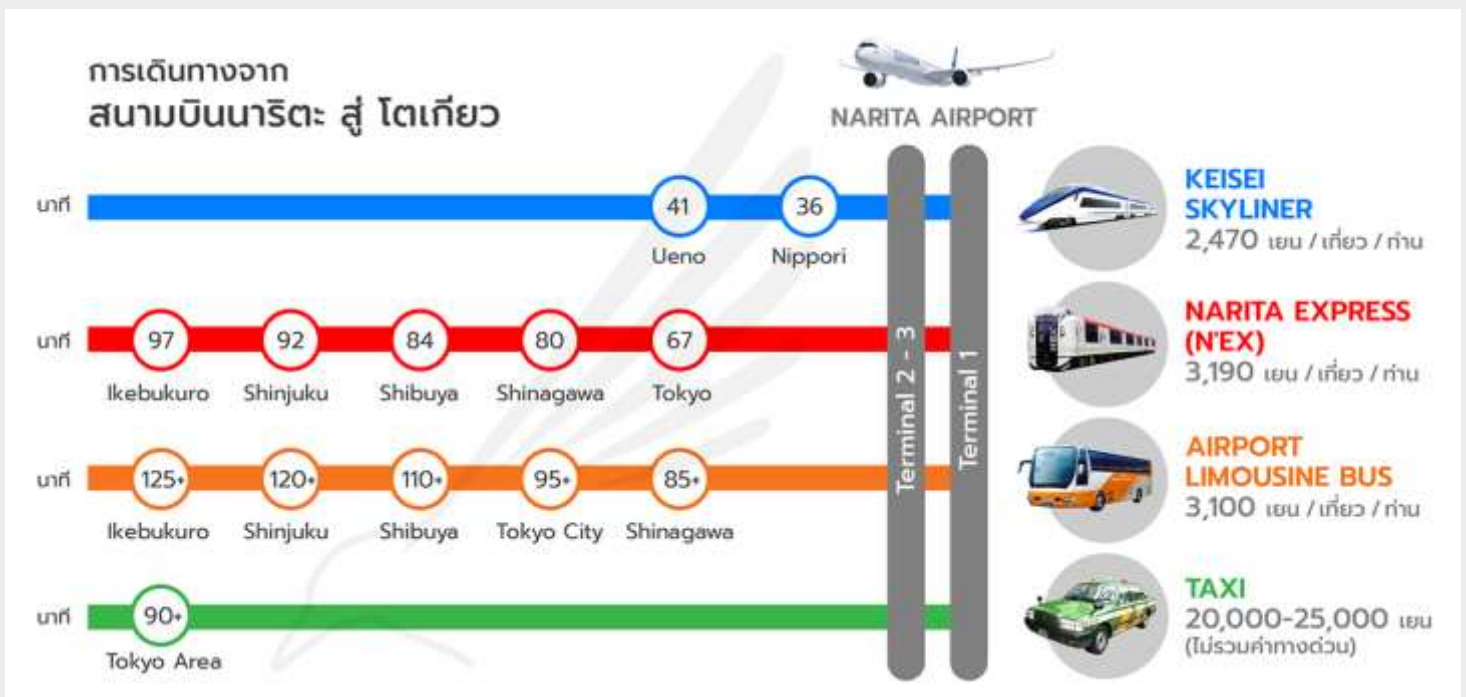 การเดินทางจาก
สนามบินนาริตะ สู่ โตเกียว
NARITA AIRPORT
Terminal 2 - 3
Terminal 1
นาที
41
36
Ueno
Nippori
KEISEI
SKYLINER
2,470 เยน / เที่ยว / ท่าน
นาที
97
92
84
80
67
Ikebukuro
Shinjuku
Shibuya
Shinagawa
Tokyo
NARITA EXPRESS
(N'EX)
3,190 เยน / เที่ยว / ท่าน
นาที
125+
120+
110+
95+
85+
Ikebukuro
Shinjuku
Shibuya
Tokyo City
Shinagawa
AIRPORT
LIMOUSINE BUS
3,100 เยน / เที่ยว / ท่าน
นาที
90+
Tokyo Area
TAXI
20,000-25,000 เยน
(ไม่รวมค่าทางด่วน)